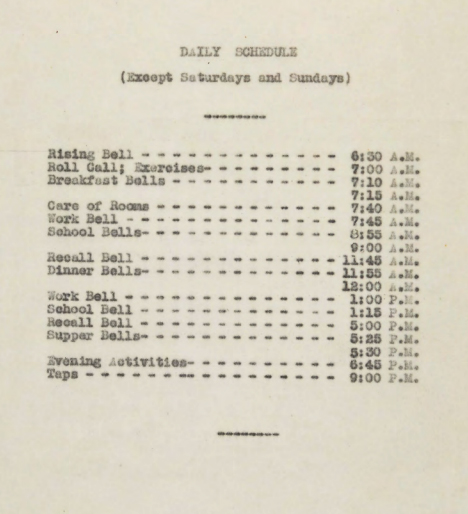 DAILY SCHEDULE
(Except Saturdays and Sundays)
Rising Bell - - - - - - - - - - - - - 6:30 A.M.
Roll Call; Exercises- - - - - - - - - 7:00 A.M.
Breakfast Bells - - - - - - - - - - - 7:10 A.M.
7:15 A.M.
Care of Rooms - - - - - - - - - - - - 7:40 A.M.
Work Bell - - - - - - - - - - - - - - 7:45 A.M.
School Bells- - - - - - - - - - - - - 8:55 A.M.
9:00 A.M.
Recall Bell - - - - - - - - - - - - - 11:45 A.M.
Dinner Bells- - - - - - - - - - - - - 11:55 A.M.
12:00 A.M.
Work Bell - - - - - - - - - - - - - - 1:00 P.M.
School Bell - - - - - - - - - - - - - 1:15 P.M.
Recall Bell - - - - - - - - - - - - - 5:00 P.M.
Supper Bells- - - - - - - - - - - - - 5:25 P.M.
5:30 P.M.
Evening Activities- - - - - - - - - - 6:45 P.M.
Taps - - - - - - - - - - - - - - - - 9:00 P.M.